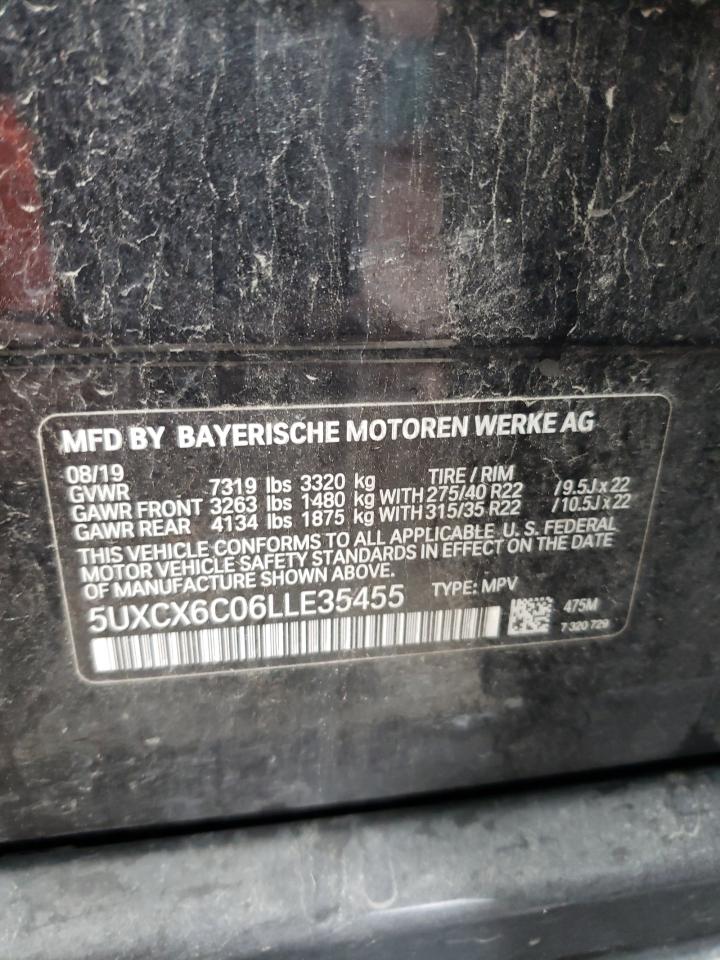 MFD BY BAYERISCHE MOTOREN WERKE AG
08/19 TIRE / RIM
GVWR 7319 lbs 3320 kg
GAWR FRONT 3263 lbs 1480 kg WITH 275/40 R22 /9.5J x 22
GAWR REAR 4134 lbs 1875 kg WITH 315/35 R22 /10.5J x 22
THIS VEHICLE CONFORMS TO ALL APPLICABLE U. S. FEDERAL
MOTOR VEHICLE SAFETY STANDARDS IN EFFECT ON THE DATE
OF MANUFACTURE SHOWN ABOVE.
5UXCX6C06LLE35455 TYPE: MPV
475M
7 320 729